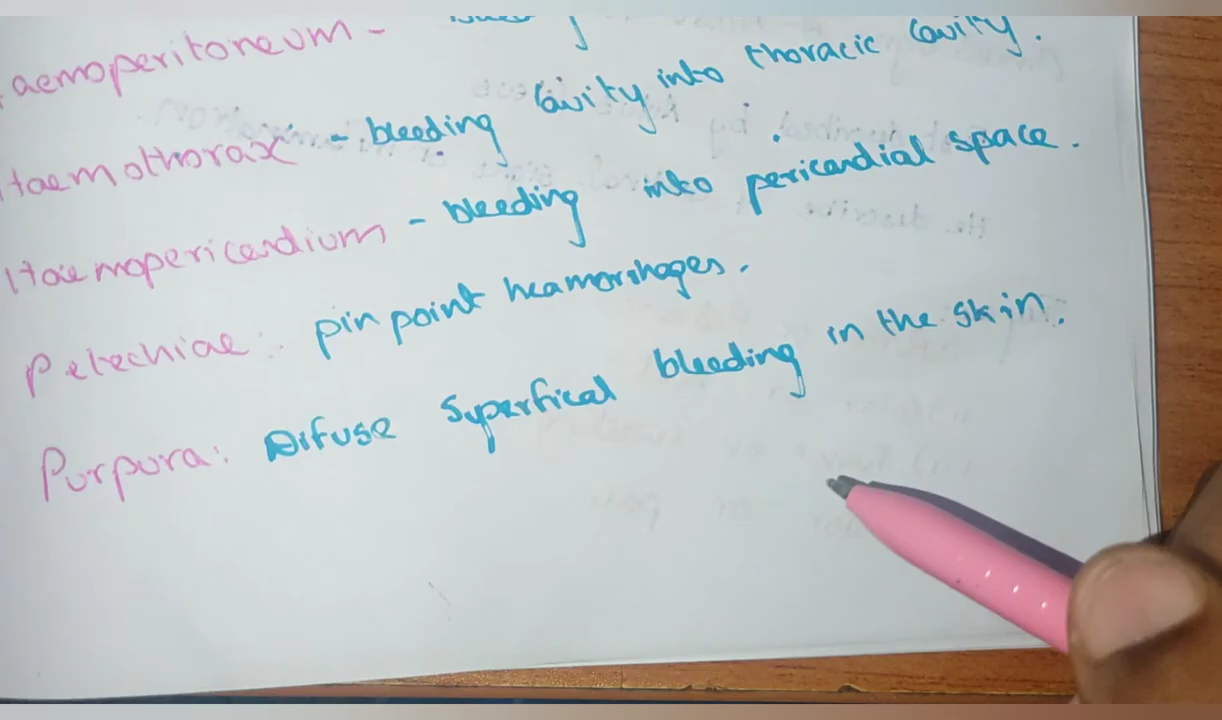 aemoperitoneum -
Haemothorax - bleeding cavity into thoracic cavity.
Haemopericardium - bleeding into pericardial space.
Petechiae: pin point heamorrhages.
Purpura: Difuse Superfical bleeding in the skin.